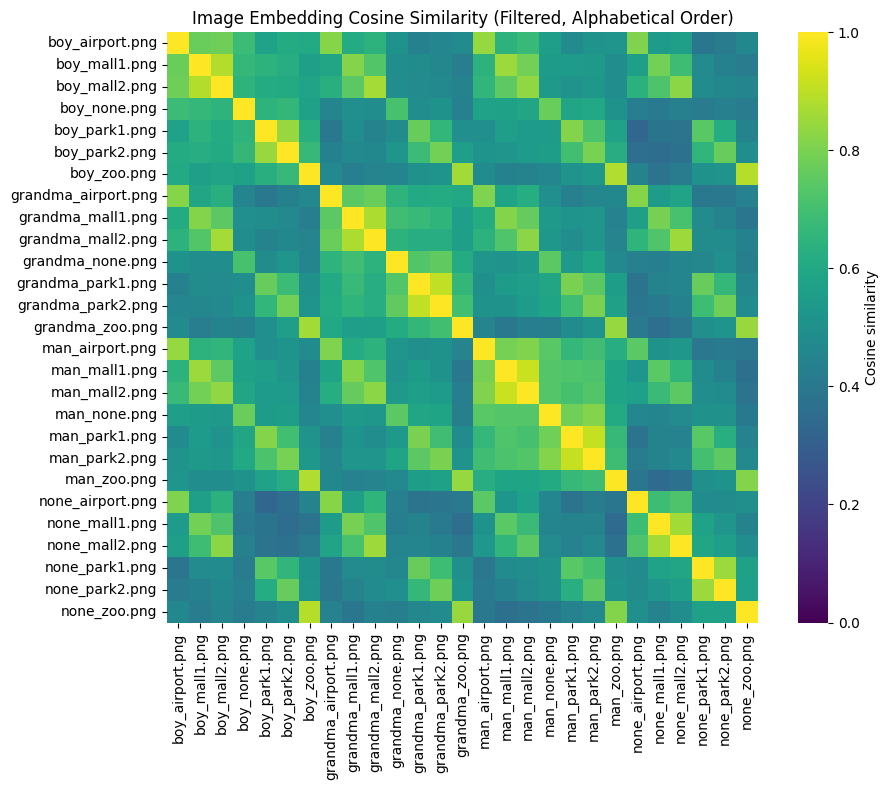 Image Embedding Cosine Similarity (Filtered, Alphabetical Order)
boy_airport.png
boy_mall1.png
boy_mall2.png
boy_none.png
boy_park1.png
boy_park2.png
boy_zoo.png
grandma_airport.png
grandma_mall1.png
grandma_mall2.png
grandma_none.png
grandma_park1.png
grandma_park2.png
grandma_zoo.png
man_airport.png
man_mall1.png
man_mall2.png
man_none.png
man_park1.png
man_park2.png
man_zoo.png
none_airport.png
none_mall1.png
none_mall2.png
none_park1.png
none_park2.png
none_zoo.png
boy_airport.png
boy_mall1.png
boy_mall2.png
boy_none.png
boy_park1.png
boy_park2.png
boy_zoo.png
grandma_airport.png
grandma_mall1.png
grandma_mall2.png
grandma_none.png
grandma_park1.png
grandma_park2.png
grandma_zoo.png
man_airport.png
man_mall1.png
man_mall2.png
man_none.png
man_park1.png
man_park2.png
man_zoo.png
none_airport.png
none_mall1.png
none_mall2.png
none_park1.png
none_park2.png
none_zoo.png
1.0
0.8
0.6
0.4
0.2
0.0
Cosine similarity